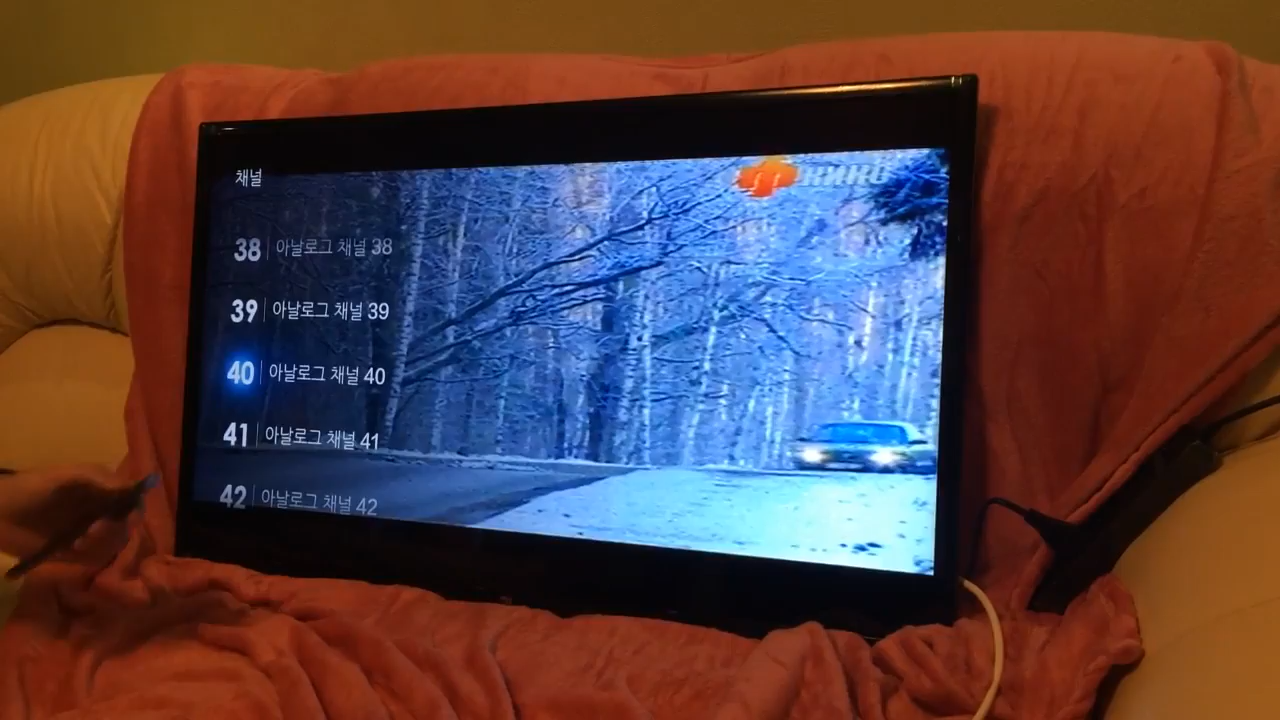 채널
КИНО
38 아날로그 채널 38
39 아날로그 채널 39
40 아날로그 채널 40
41 아날로그 채널 41
42 아날로그 채널 42